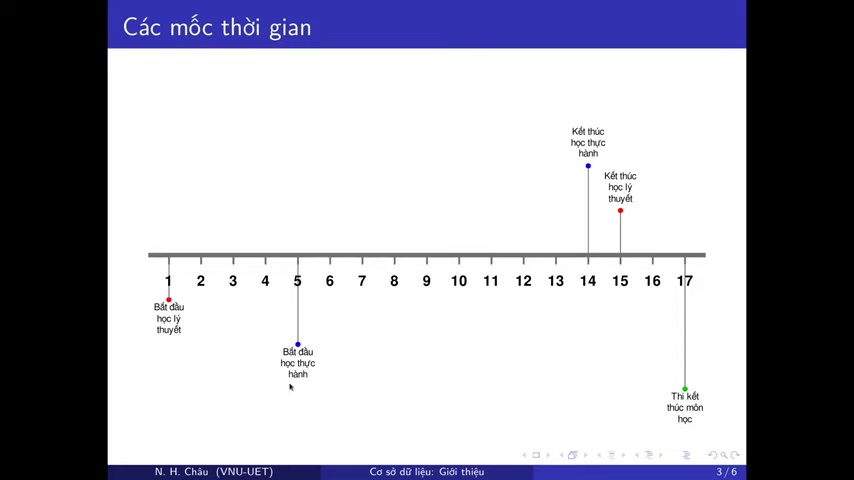 Các mốc thời gian
Kết thúc
học thực
hành
Kết thúc
học lý
thuyết
1 2 3 4 5 6 7 8 9 10 11 12 13 14 15 16 17
Bắt đầu
học lý
thuyết
Bắt đầu
học thực
hành
Thi kết
thúc môn
học
N. H. Châu (VNU-UET) Cơ sở dữ liệu: Giới thiệu 3 / 6